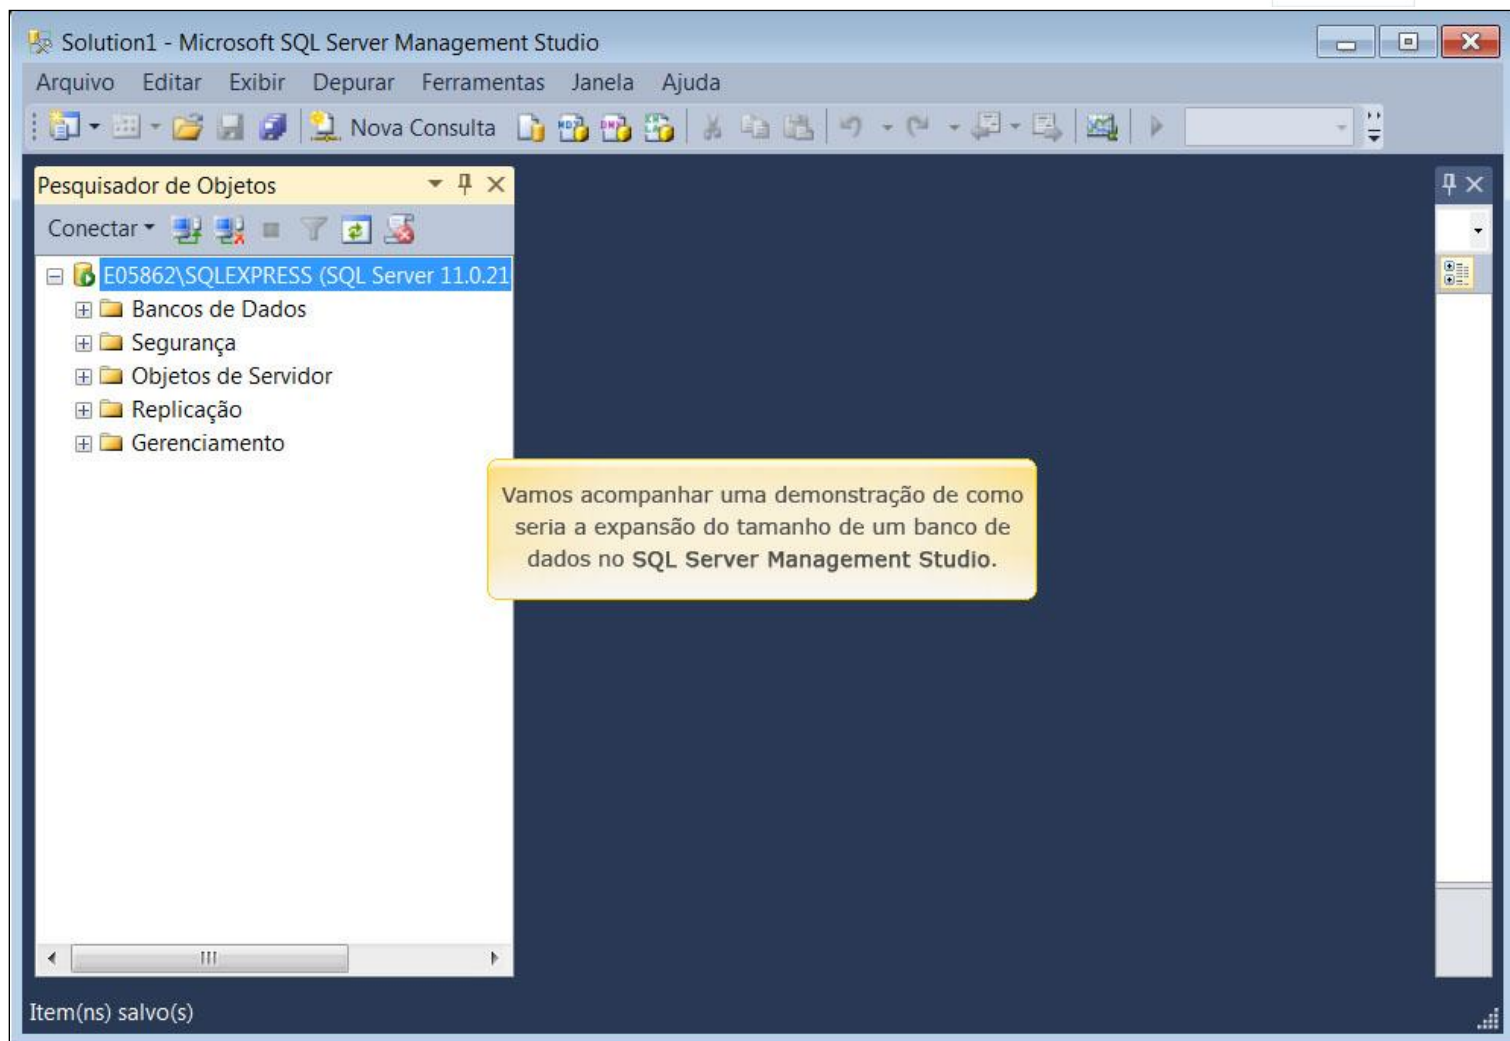 Solution1 - Microsoft SQL Server Management Studio
Arquivo Editar Exibir Depurar Ferramentas Janela Ajuda
Nova Consulta
Pesquisador de Objetos
Conectar
E05862\SQLEXPRESS (SQL Server 11.0.21
Bancos de Dados
Segurança
Objetos de Servidor
Replicação
Gerenciamento
Vamos acompanhar uma demonstração de como
seria a expansão do tamanho de um banco de
dados no SQL Server Management Studio.
Item(ns) salvo(s)